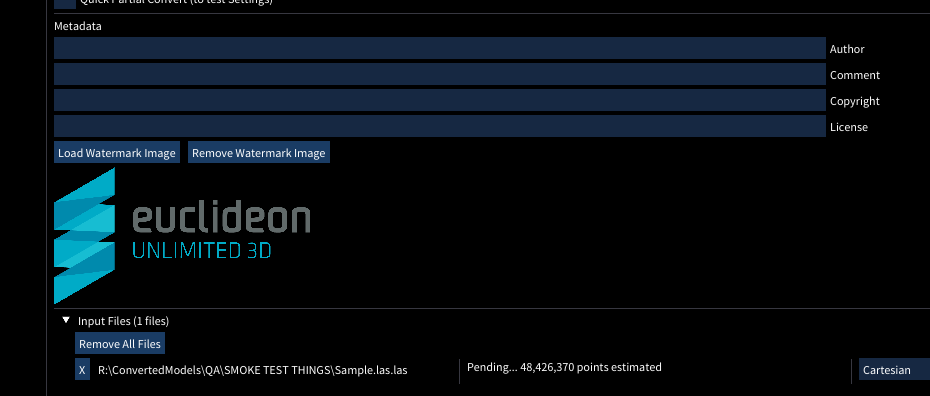 Quick Partial Convert (to test Settings)
Metadata
Author
Comment
Copyright
License
Load Watermark Image Remove Watermark Image
euclideon
UNLIMITED 3D
Input Files (1 files)
Remove All Files
X R:\ConvertedModels\QA\SMOKE TEST THINGS\Sample.las.las Pending... 48,426,370 points estimated Cartesian